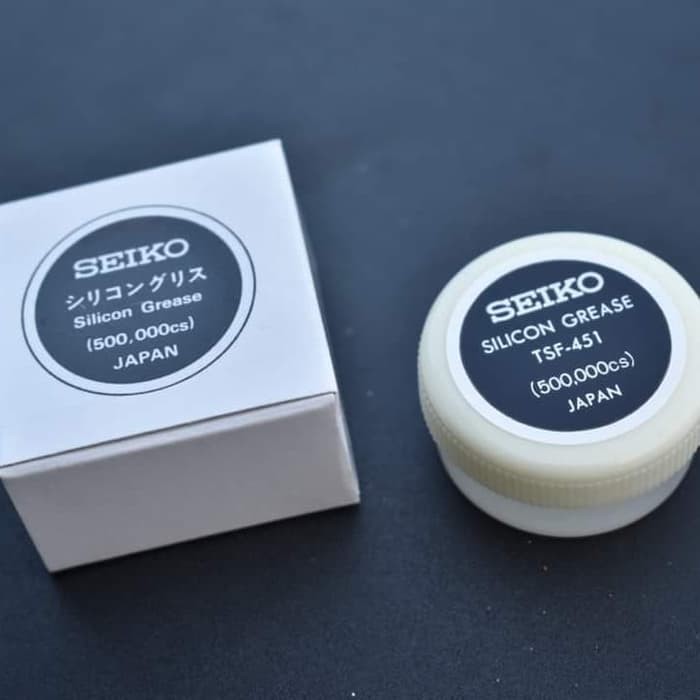 SEIKO
シリコングリス
Silicon Grease
(500,000cs)
JAPAN
SEIKO
SILICON GREASE
TSF-451
(500,000cs)
JAPAN